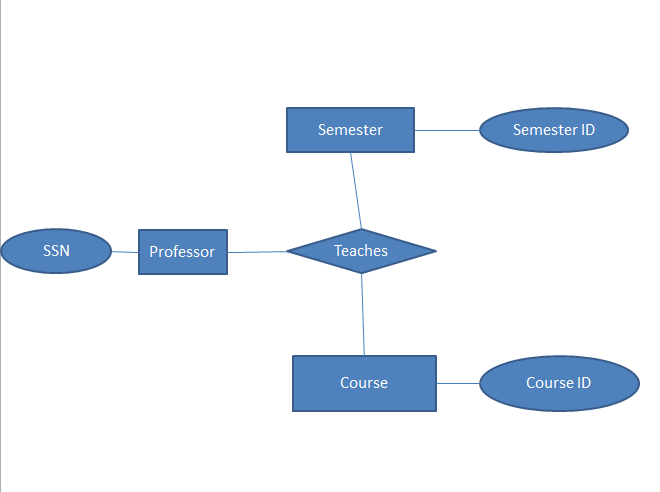 Semester
Semester ID
SSN
Professor
Teaches
Course
Course ID